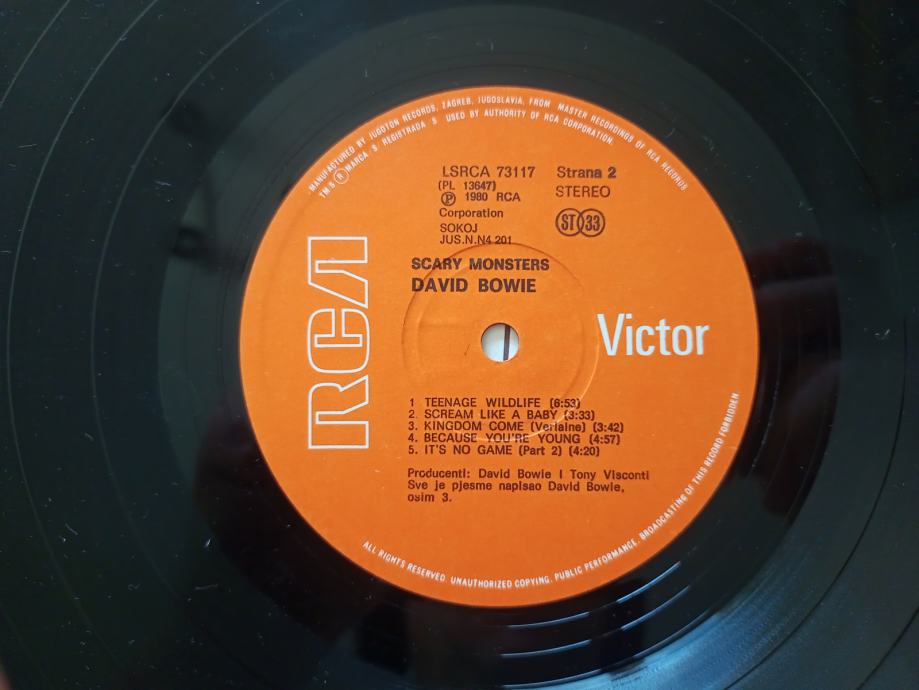 MANUFACTURED BY JUGOTON RECORDS, ZAGREB, JUGOSLAVIA, FROM MASTER RECORDINGS OF RCA RECORDS
TM-S ® MARCA S REGISTRADA S USED BY AUTHORITY OF RCA CORPORATION.
LSRCA 73117 Strana 2
(PL 13647) STEREO
Ⓟ 1980 RCA
Corporation ST 33
SOKOJ
JUS.N.N4 201
SCARY MONSTERS
DAVID BOWIE
RCA
Victor
1 TEENAGE WILDLIFE (6:53)
2. SCREAM LIKE A BABY (3:33)
3. KINGDOM COME (Verlaine) (3:42)
4. BECAUSE YOU'RE YOUNG (4:57)
5. IT'S NO GAME (Part 2) (4:20)
Producenti: David Bowie i Tony Visconti
Sve je pjesme napisao David Bowie,
osim 3.
ALL RIGHTS RESERVED. UNAUTHORIZED COPYING, PUBLIC PERFORMANCE, BROADCASTING OF THIS RECORD FORBIDDEN